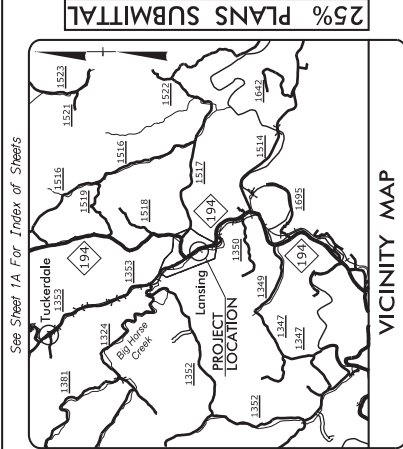 25% PLANS SUBMITTAL
See Sheet 1A For Index of Sheets
1523
1521
1522
1642
1516
1516
1519
1518
1517
1514
194
194
1695
Tuckerdale
1353
1353
Lansing
1350
194
1324
Big Horse
Creek
1349
1381
1352
PROJECT
LOCATION
1347
1347
1352
VICINITY MAP